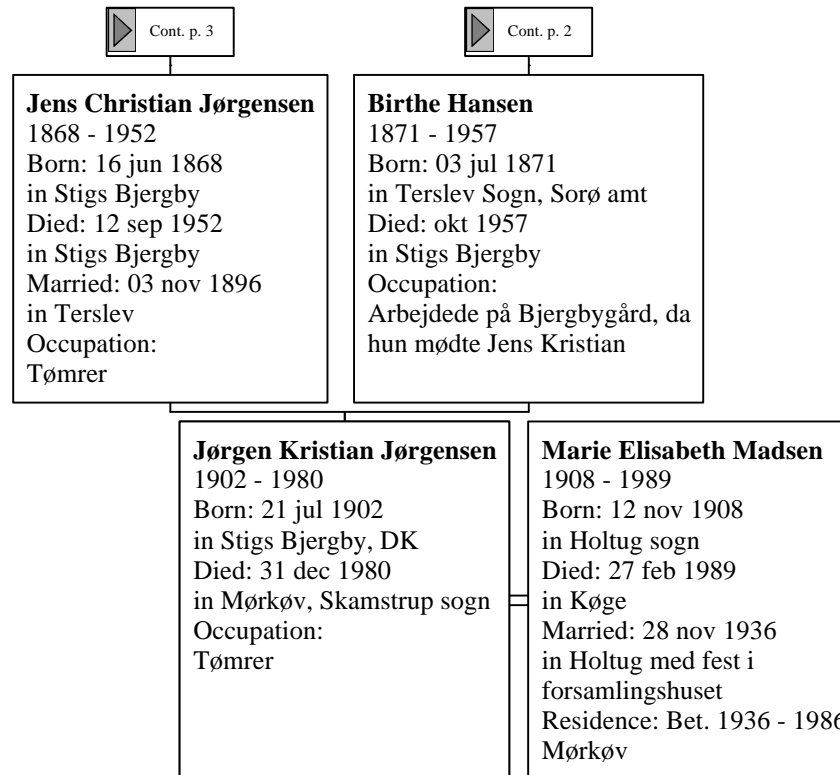 Cont. p. 3
Cont. p. 2
Jens Christian Jørgensen
1868 - 1952
Born: 16 jun 1868
in Stigs Bjergby
Died: 12 sep 1952
in Stigs Bjergby
Married: 03 nov 1896
in Terslev
Occupation:
Tømrer
Birthe Hansen
1871 - 1957
Born: 03 jul 1871
in Terslev Sogn, Sorø amt
Died: okt 1957
in Stigs Bjergby
Occupation:
Arbejdede på Bjergbygård, da
hun mødte Jens Kristian
Jørgen Kristian Jørgensen
1902 - 1980
Born: 21 jul 1902
in Stigs Bjergby, DK
Died: 31 dec 1980
in Mørkøv, Skamstrup sogn
Occupation:
Tømrer
Marie Elisabeth Madsen
1908 - 1989
Born: 12 nov 1908
in Holtug sogn
Died: 27 feb 1989
in Køge
Married: 28 nov 1936
in Holtug med fest i
forsamlingshuset
Residence: Bet. 1936 - 1986
Mørkøv